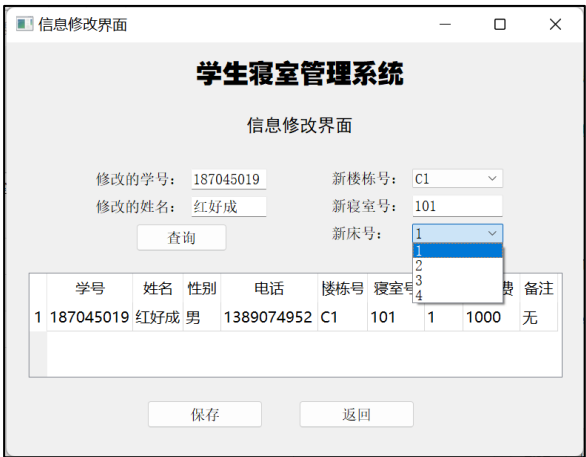 信息修改界面
学生寝室管理系统
信息修改界面
修改的学号： 187045019 新楼栋号： C1
修改的姓名： 红好成 新寝室号： 101
查询 新床号： 1
1
2
3
4
学号 姓名 性别 电话 楼栋号 寝室号 费 备注
1 187045019 红好成 男 1389074952 C1 101 1 1000 无
保存 返回